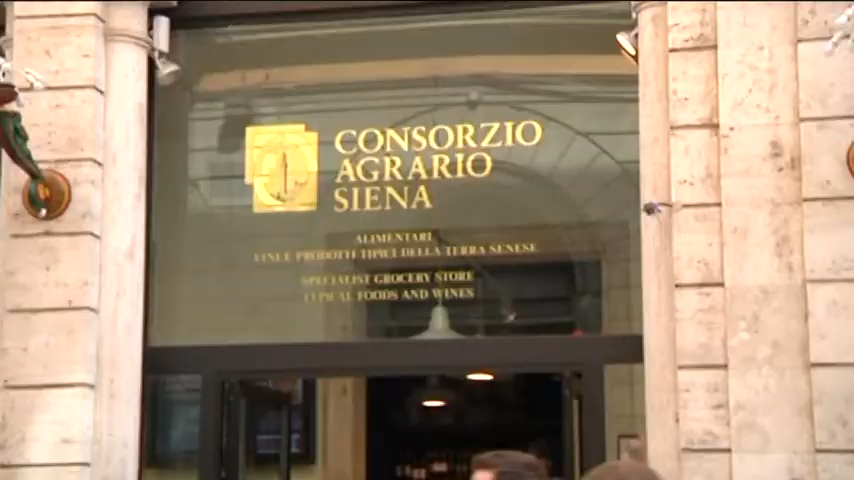 CONSORZIO
AGRARIO
SIENA
ALIMENTARI
VINI E PRODOTTI TIPICI DELLA TERRA SENESE
SPECIALIST GROCERY STORE
TYPICAL FOODS AND WINES